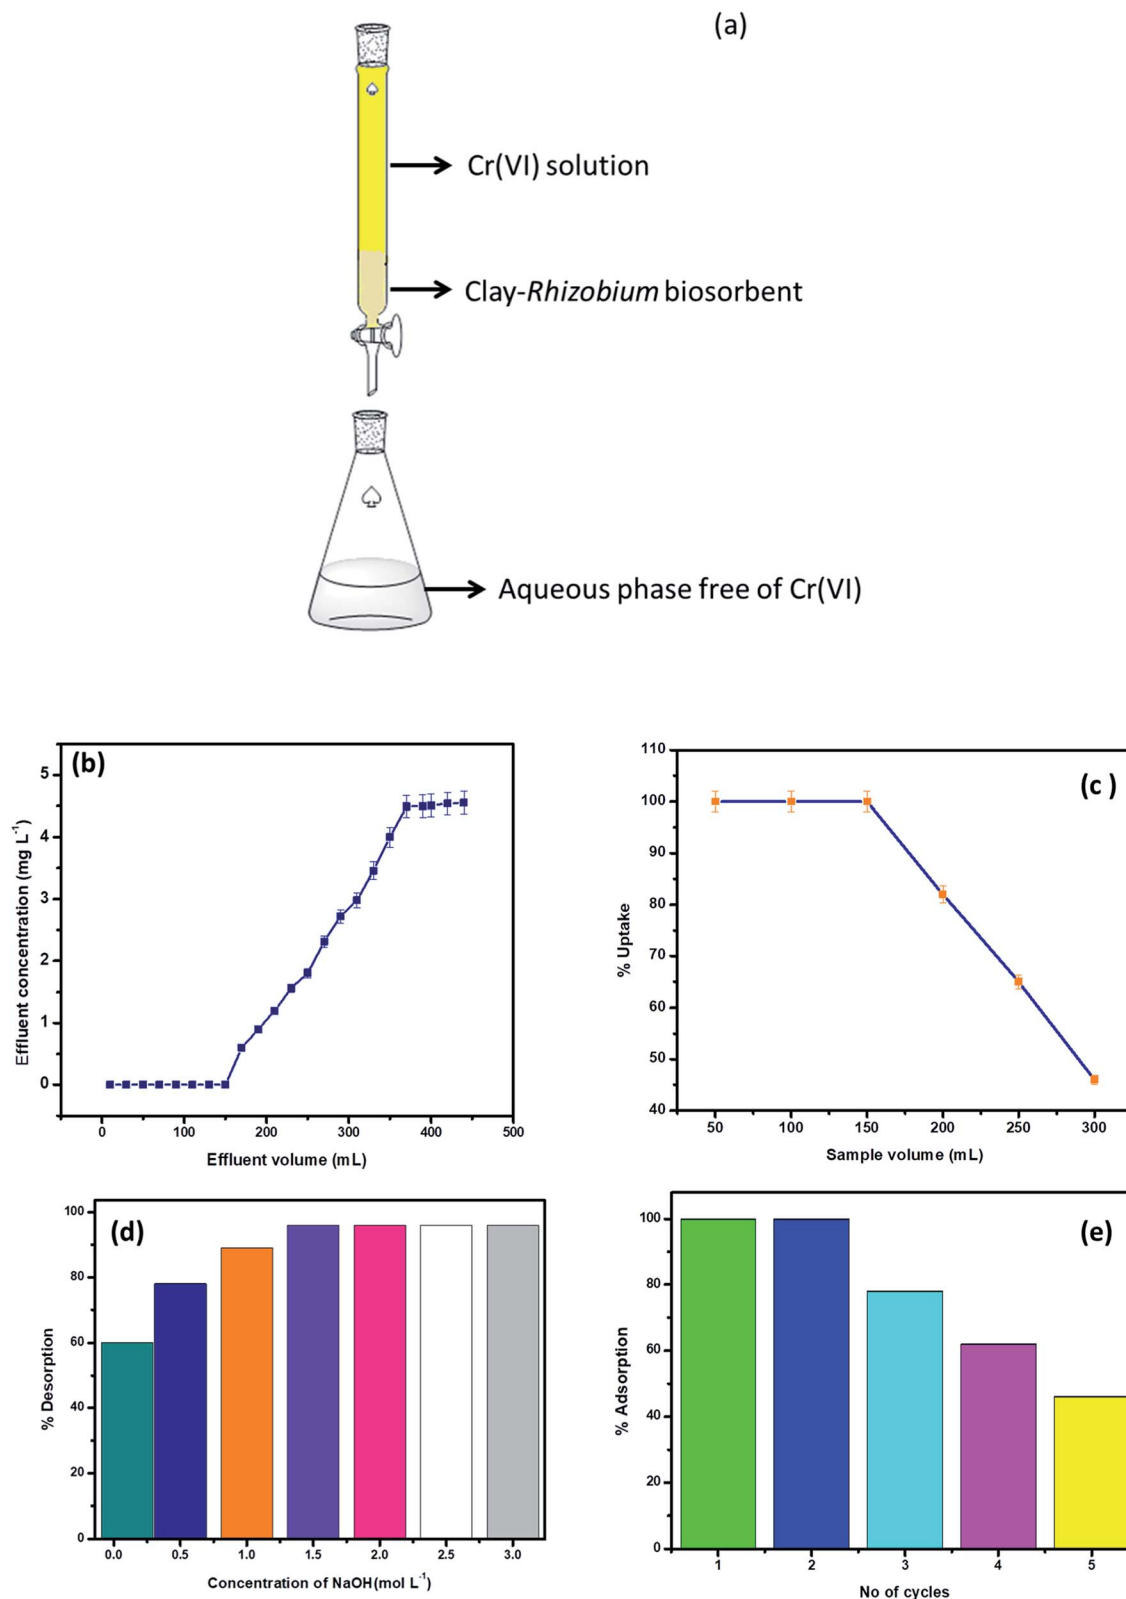 (a)
Cr(VI) solution
Clay-Rhizobium biosorbent
Aqueous phase free of Cr(VI)
(b)
5
4
3
2
1
0
Effluent concentration (mg L⁻¹)
0 100 200 300 400 500
Effluent volume (mL)
(c )
110
100
90
80
70
60
50
40
% Uptake
50 100 150 200 250 300
Sample volume (mL)
(d)
100
80
60
40
20
0
% Desorption
0.0 0.5 1.0 1.5 2.0 2.5 3.0
Concentration of NaOH(mol L⁻¹)
(e)
100
80
60
40
20
0
% Adsorption
1 2 3 4 5
No of cycles